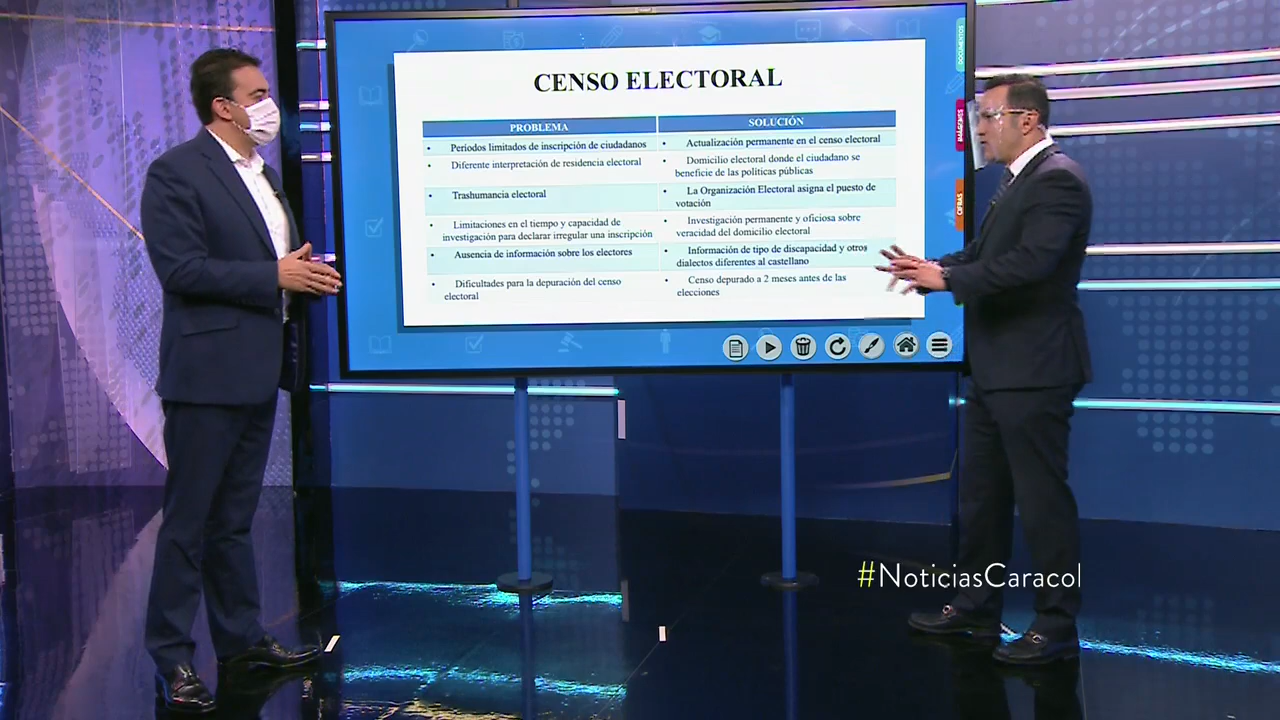 CENSO ELECTORAL
PROBLEMA
SOLUCIÓN
• Periodos limitados de inscripción de ciudadanos
• Actualización permanente en el censo electoral
• Diferente interpretación de residencia electoral
• Domicilio electoral donde el ciudadano se
beneficie de las políticas públicas
• Trashumancia electoral
• La Organización Electoral asigna el puesto de
votación
• Limitaciones en el tiempo y capacidad de
investigación para declarar irregular una inscripción
• Investigación permanente y oficiosa sobre
veracidad del domicilio electoral
• Ausencia de información sobre los electores
• Información de tipo de discapacidad y otros
dialectos diferentes al castellano
• Dificultades para la depuración del censo
electoral
• Censo depurado a 2 meses antes de las
elecciones
DOCUMENTOS
IMÁGENES
CIFRAS
#NoticiasCaracol